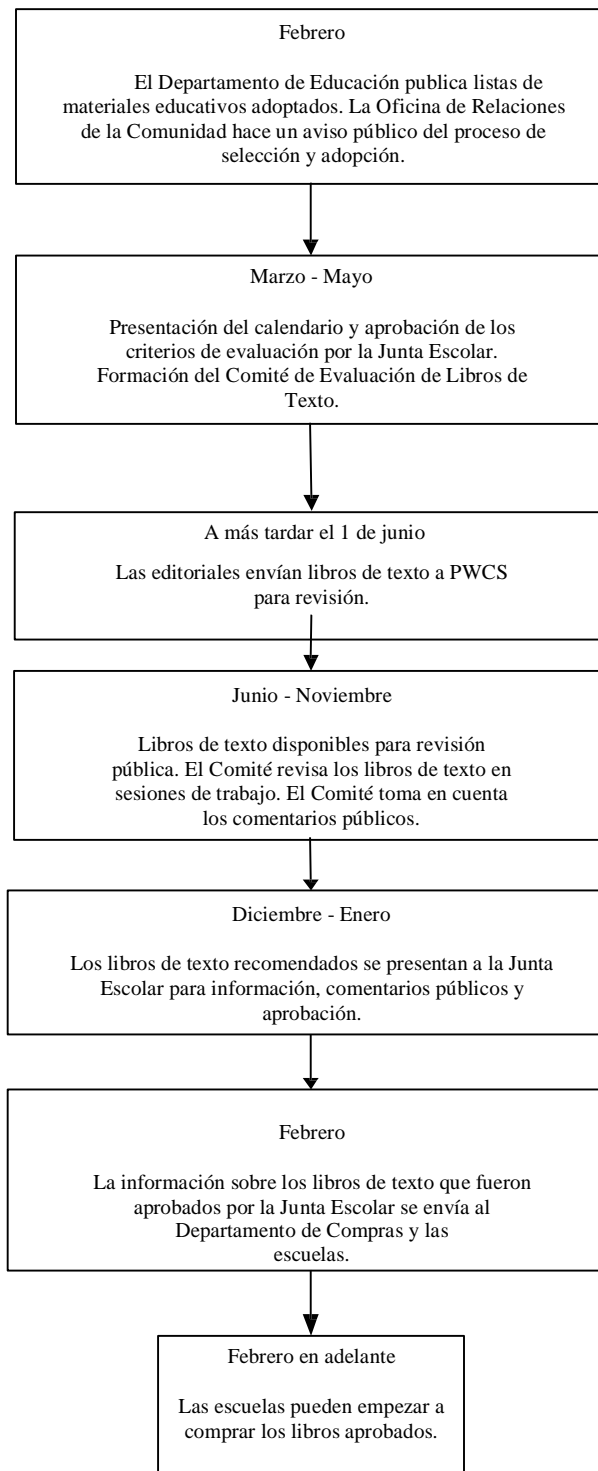 Febrero
El Departamento de Educación publica listas de
materiales educativos adoptados. La Oficina de Relaciones
de la Comunidad hace un aviso público del proceso de
selección y adopción.
Marzo - Mayo
Presentación del calendario y aprobación de los
criterios de evaluación por la Junta Escolar.
Formación del Comité de Evaluación de Libros de
Texto.
A más tardar el 1 de junio
Las editoriales envían libros de texto a PWCS
para revisión.
Junio - Noviembre
Libros de texto disponibles para revisión
pública. El Comité revisa los libros de texto en
sesiones de trabajo. El Comité toma en cuenta
los comentarios públicos.
Diciembre - Enero
Los libros de texto recomendados se presentan a la Junta
Escolar para información, comentarios públicos y
aprobación.
Febrero
La información sobre los libros de texto que fueron
aprobados por la Junta Escolar se envía al
Departamento de Compras y las
escuelas.
Febrero en adelante
Las escuelas pueden empezar a
comprar los libros aprobados.